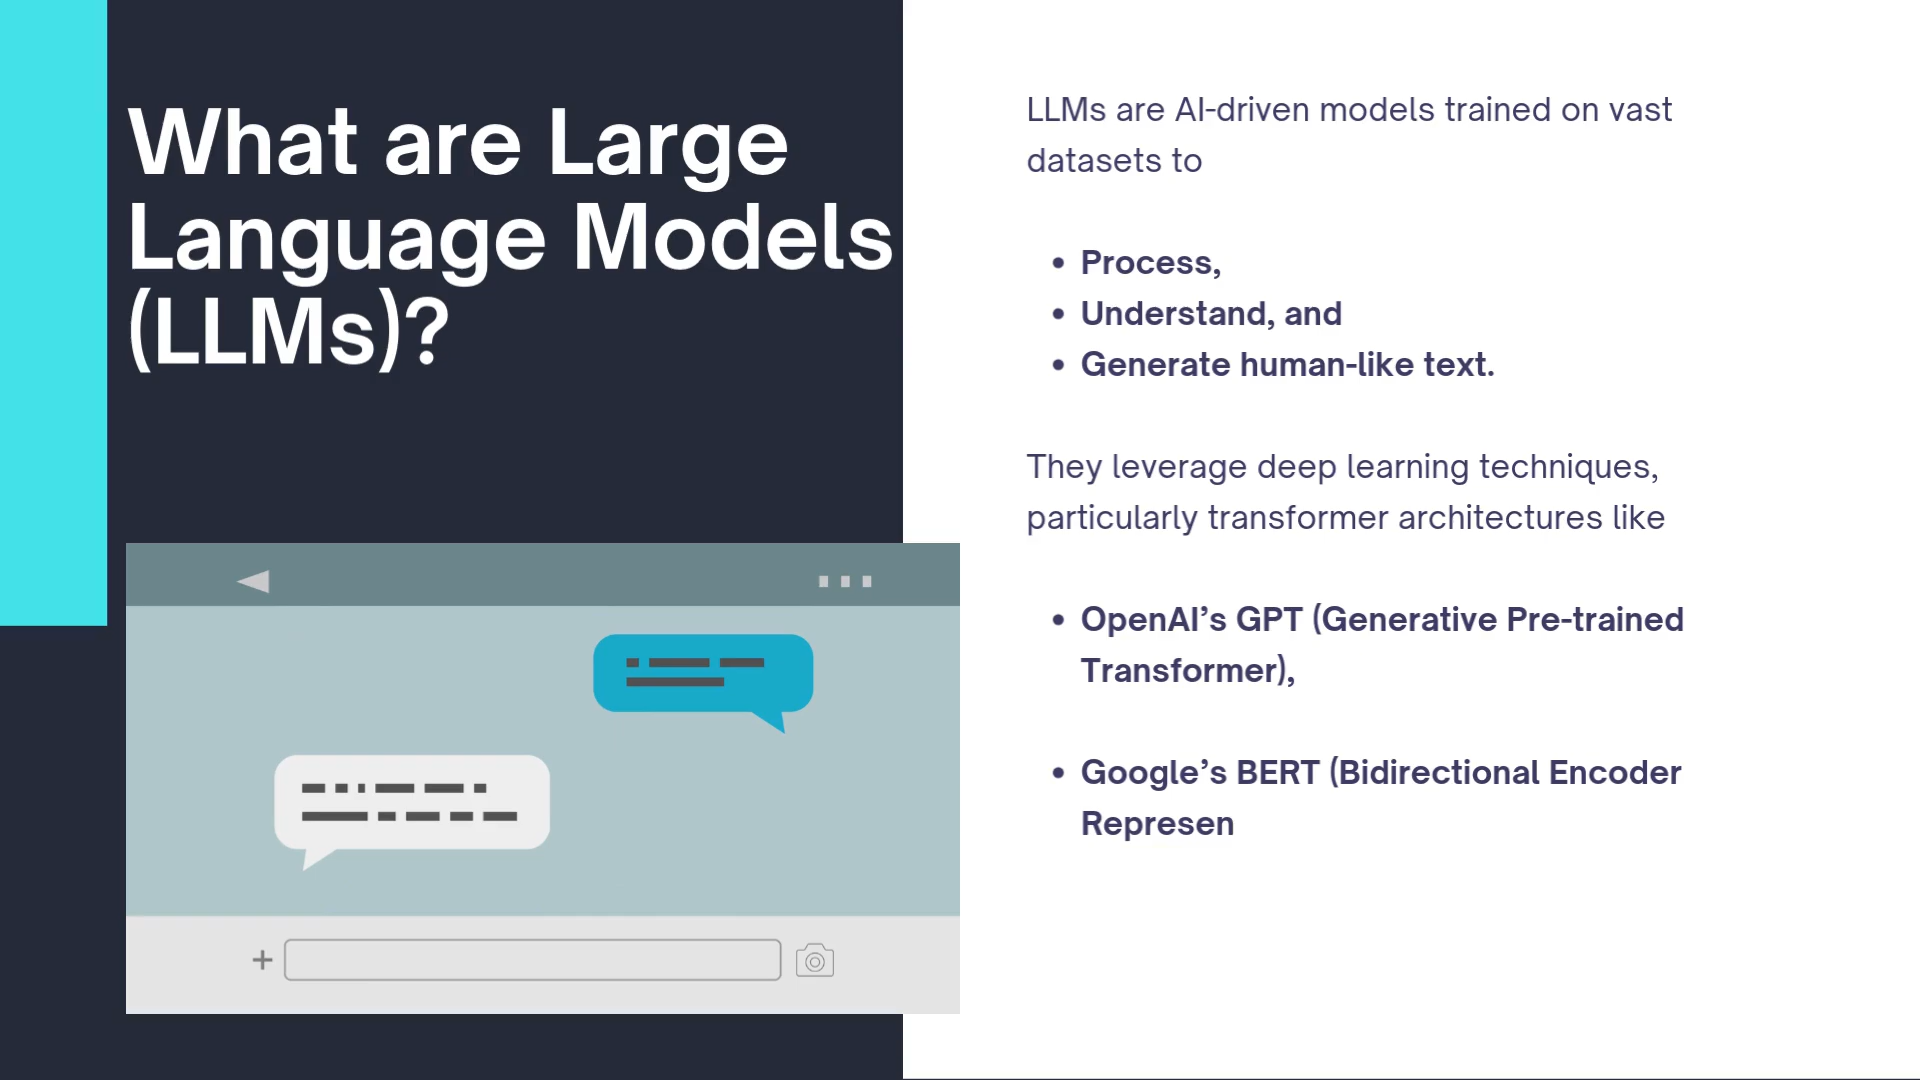 What are Large
Language Models
(LLMs)?
LLMs are AI-driven models trained on vast
datasets to
• Process,
• Understand, and
• Generate human-like text.
They leverage deep learning techniques,
particularly transformer architectures like
• OpenAI’s GPT (Generative Pre-trained
Transformer),
• Google’s BERT (Bidirectional Encoder
Represen